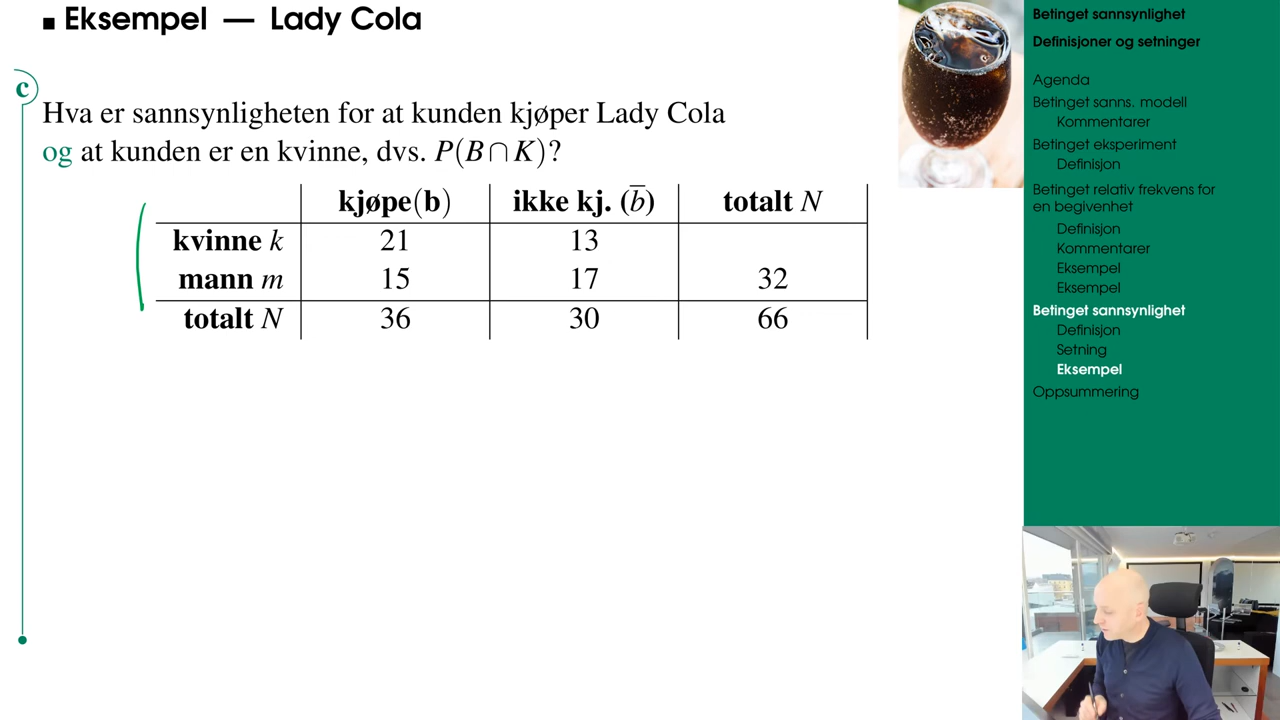 ■ Eksempel — Lady Cola
c
Hva er sannsynligheten for at kunden kjøper Lady Cola
og at kunden er en kvinne, dvs. P(B∩K)?
kjøpe(b) ikke kj. (b̅) totalt N
kvinne k 21 13
mann m 15 17 32
totalt N 36 30 66
Betinget sannsynlighet
Definisjoner og setninger
Agenda
Betinget sanns. modell
Kommentarer
Betinget eksperiment
Definisjon
Betinget relativ frekvens for
en begivenhet
Definisjon
Kommentarer
Eksempel
Eksempel
Betinget sannsynlighet
Definisjon
Setning
Eksempel
Oppsummering